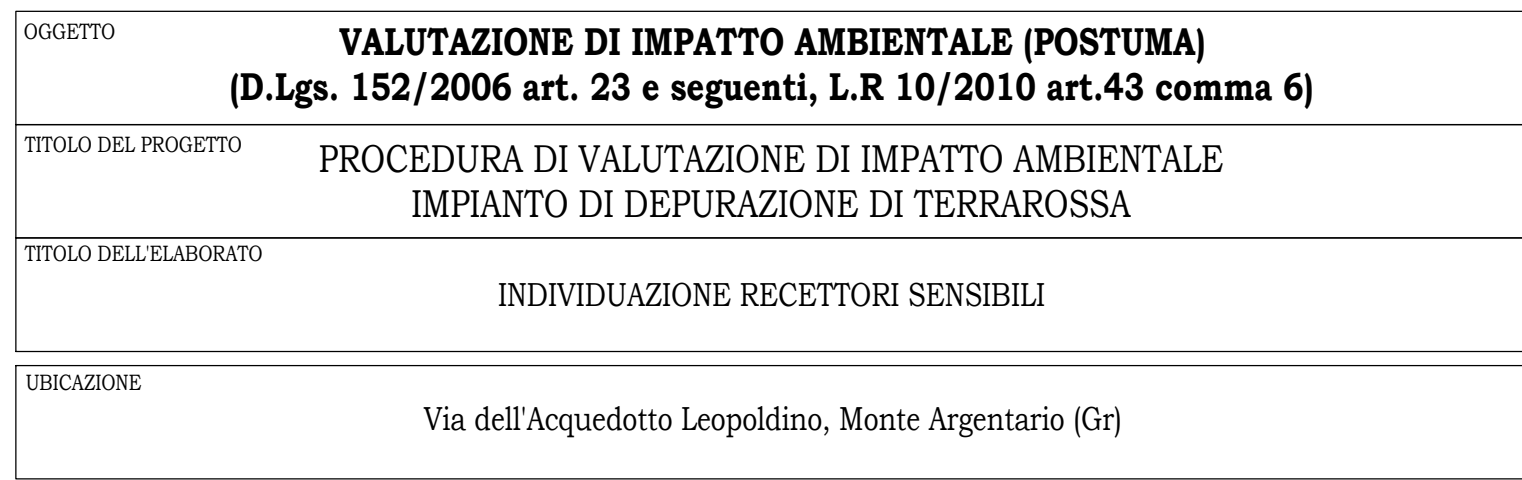 OGGETTO
VALUTAZIONE DI IMPATTO AMBIENTALE (POSTUMA)
(D.Lgs. 152/2006 art. 23 e seguenti, L.R 10/2010 art.43 comma 6)
TITOLO DEL PROGETTO
PROCEDURA DI VALUTAZIONE DI IMPATTO AMBIENTALE
IMPIANTO DI DEPURAZIONE DI TERRAROSSA
TITOLO DELL'ELABORATO
INDIVIDUAZIONE RECETTORI SENSIBILI
UBICAZIONE
Via dell'Acquedotto Leopoldino, Monte Argentario (Gr)